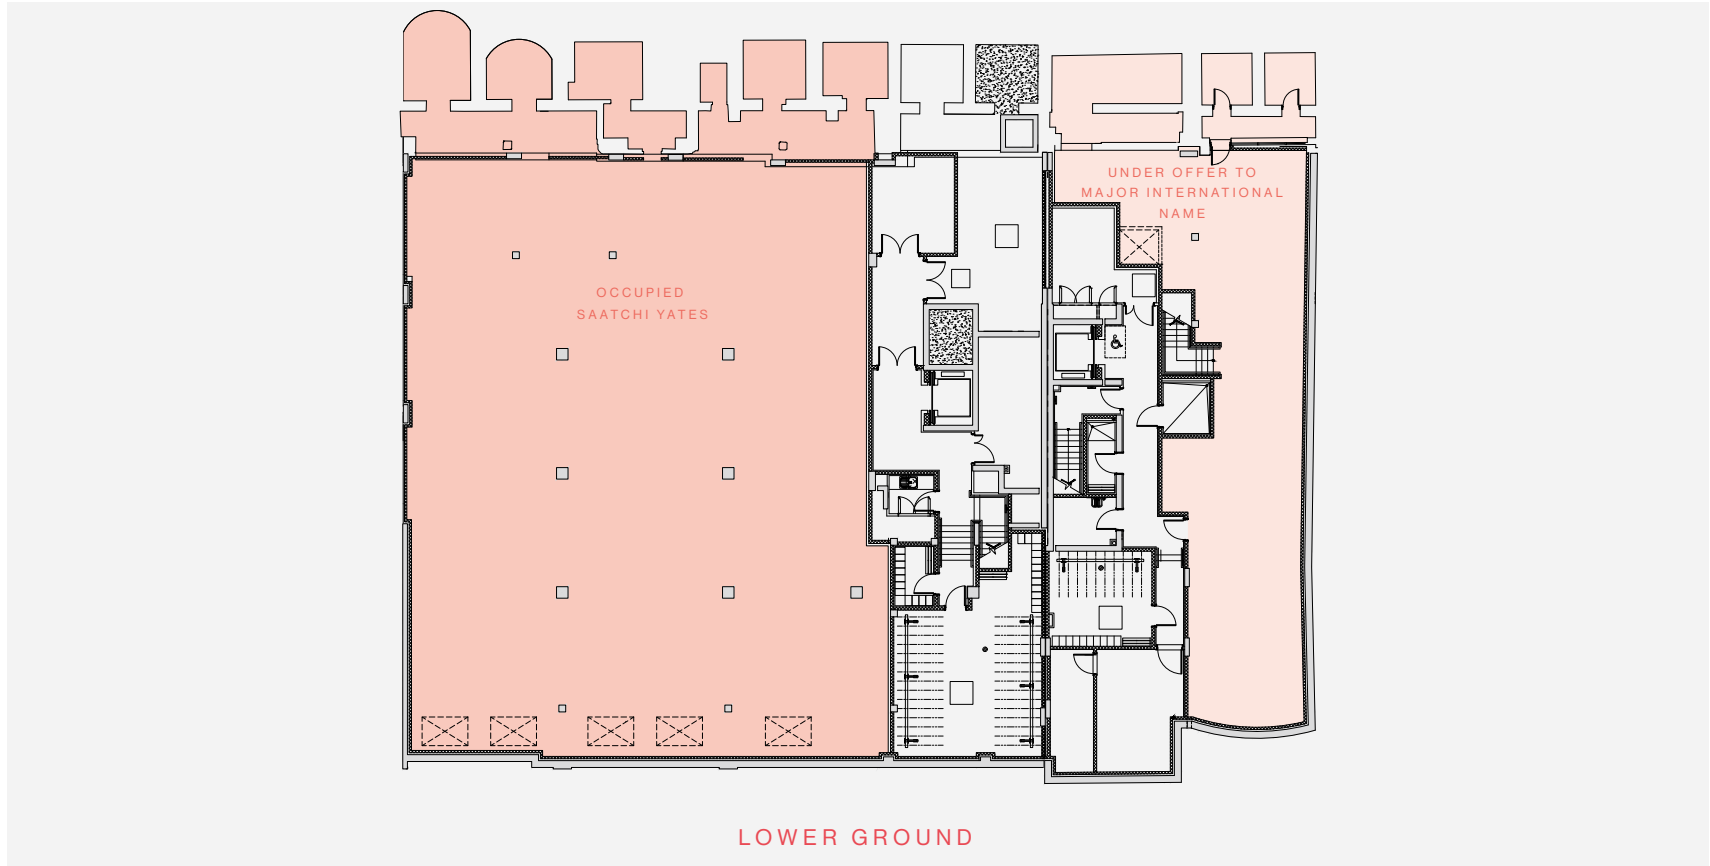 UNDER OFFER TO
MAJOR INTERNATIONAL
NAME
OCCUPIED
SAATCHI YATES
LOWER GROUND